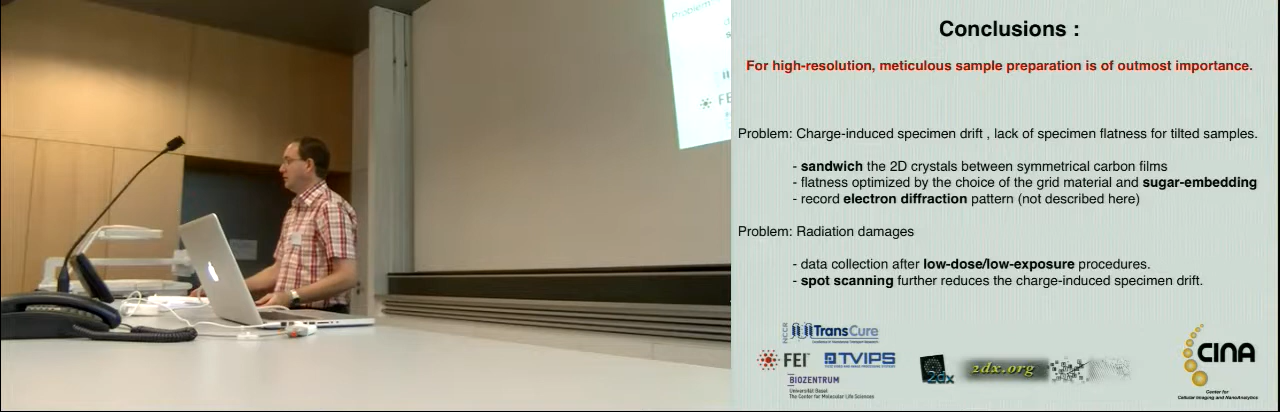 Problem
FE
Conclusions :
For high-resolution, meticulous sample preparation is of outmost importance.
Problem: Charge-induced specimen drift , lack of specimen flatness for tilted samples.
- sandwich the 2D crystals between symmetrical carbon films
- flatness optimized by the choice of the grid material and sugar-embedding
- record electron diffraction pattern (not described here)
Problem: Radiation damages
- data collection after low-dose/low-exposure procedures.
- spot scanning further reduces the charge-induced specimen drift.
NCCR TransCure
FEI TVIPS
BIOZENTRUM
Universität Basel
The Center for Molecular Life Sciences
2dx
2dx.org
CINA
Center for
Cellular Imaging and NanoAnalytics